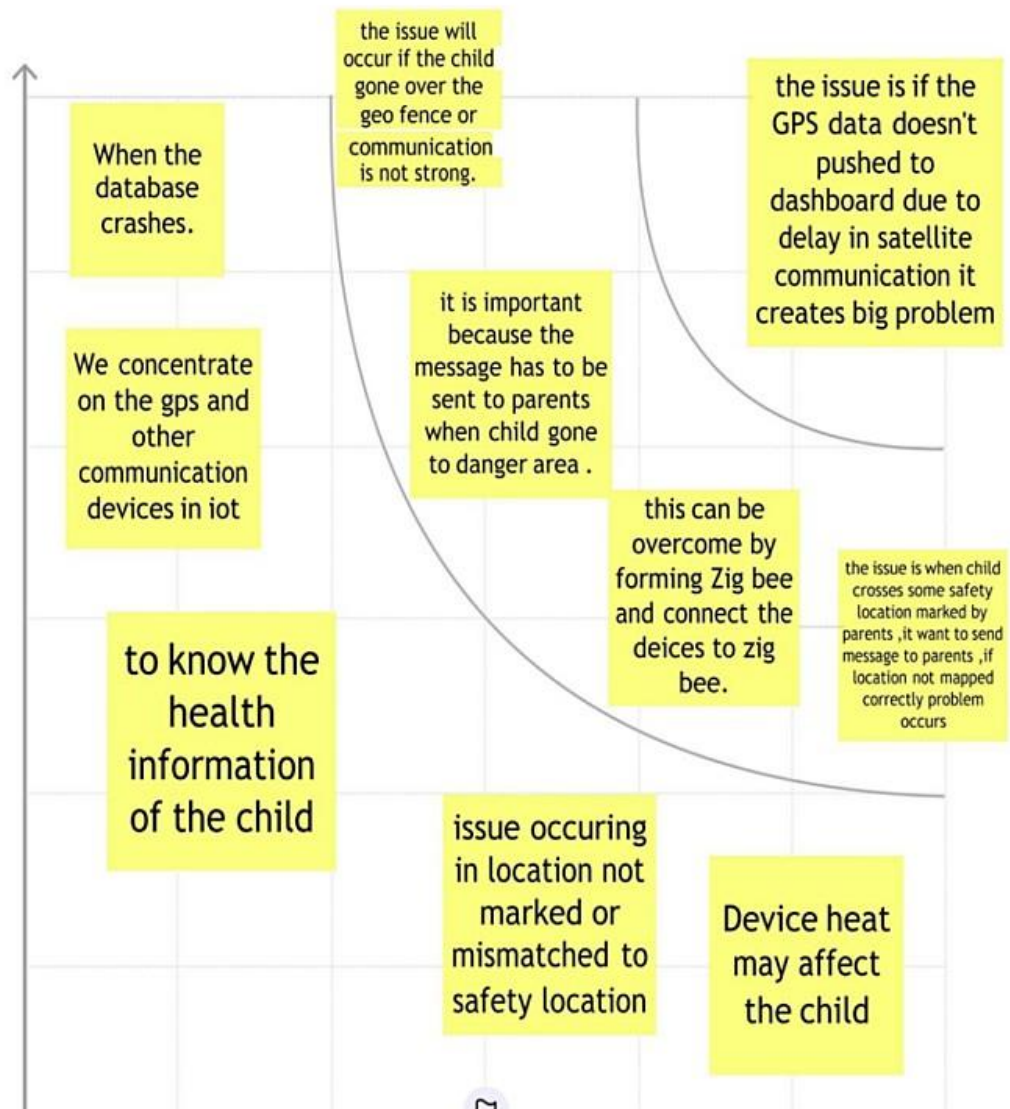 the issue will
occur if the child
gone over the
geo fence or
communication
is not strong.
the issue is if the
GPS data doesn't
pushed to
dashboard due to
delay in satellite
communication it
creates big problem
When the
database
crashes.
it is important
because the
message has to be
sent to parents
when child gone
to danger area .
We concentrate
on the gps and
other
communication
devices in iot
this can be
overcome by
forming Zig bee
and connect the
deices to zig
bee.
the issue is when child
crosses some safety
location marked by
parents ,it want to send
message to parents ,if
location not mapped
correctly problem
occurs
to know the
health
information
of the child
issue occuring
in location not
marked or
mismatched to
safety location
Device heat
may affect
the child